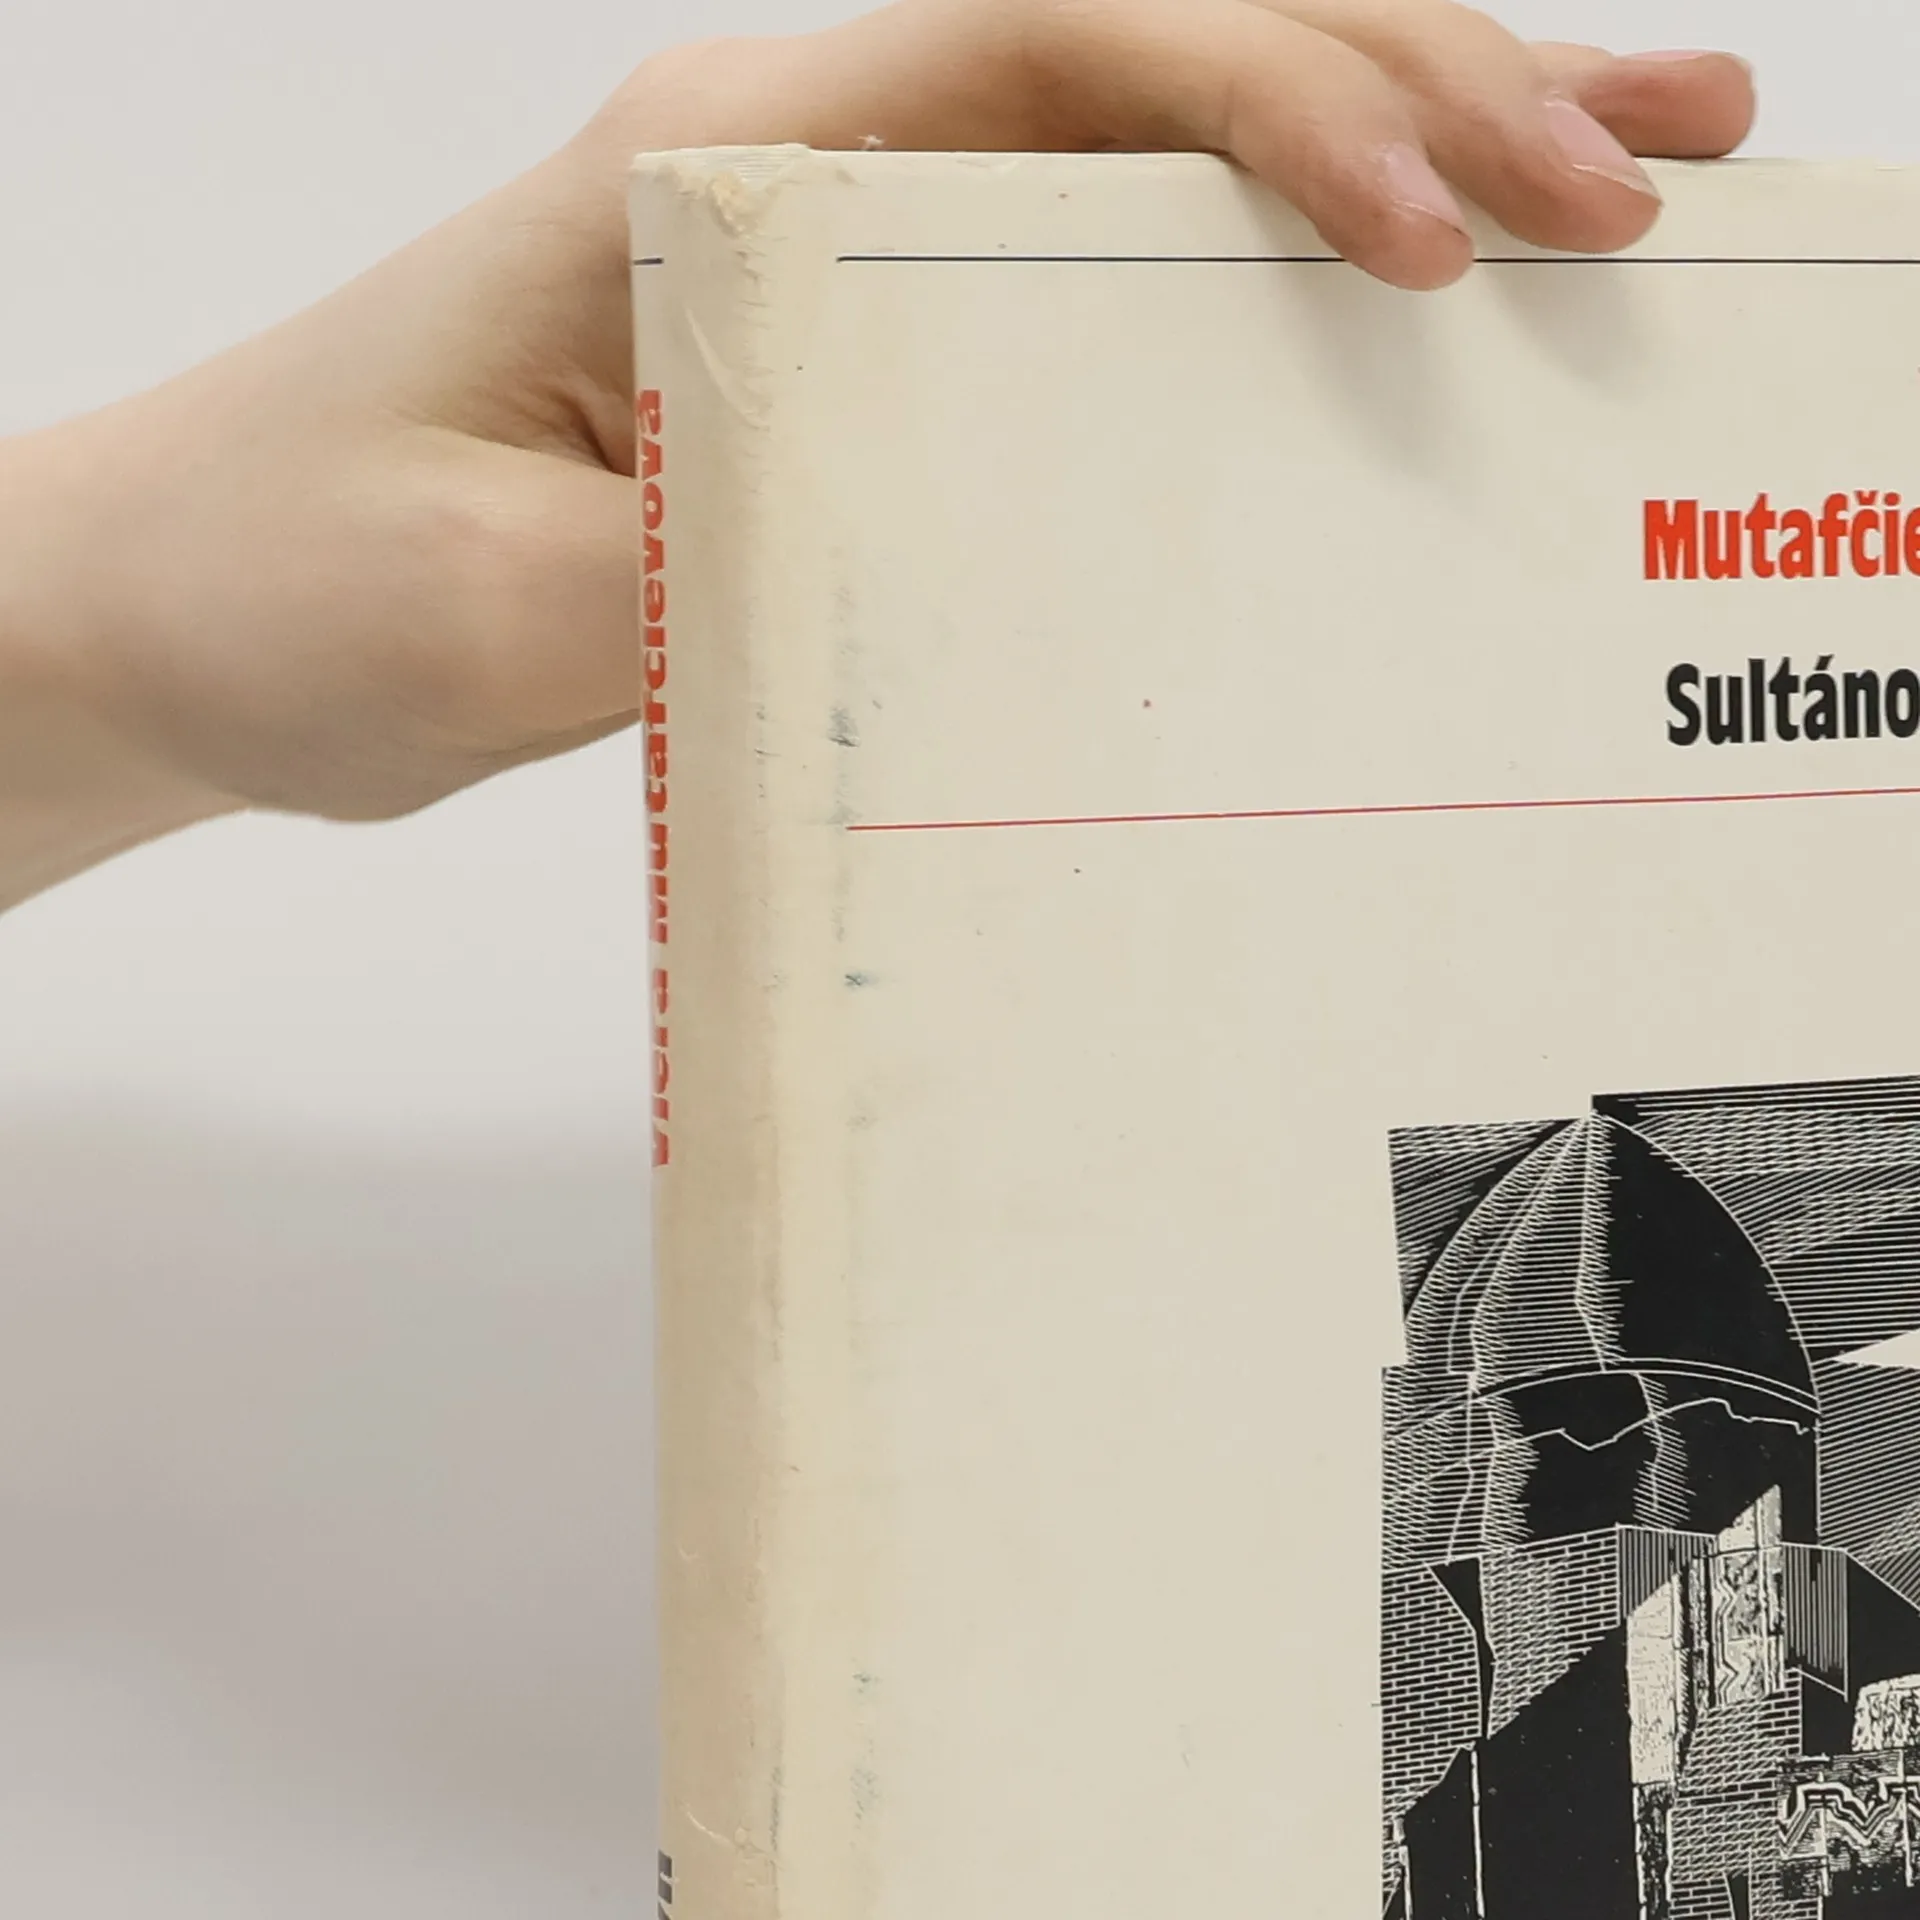 Viera Mutafčievová
Mutafčie
Sultáno